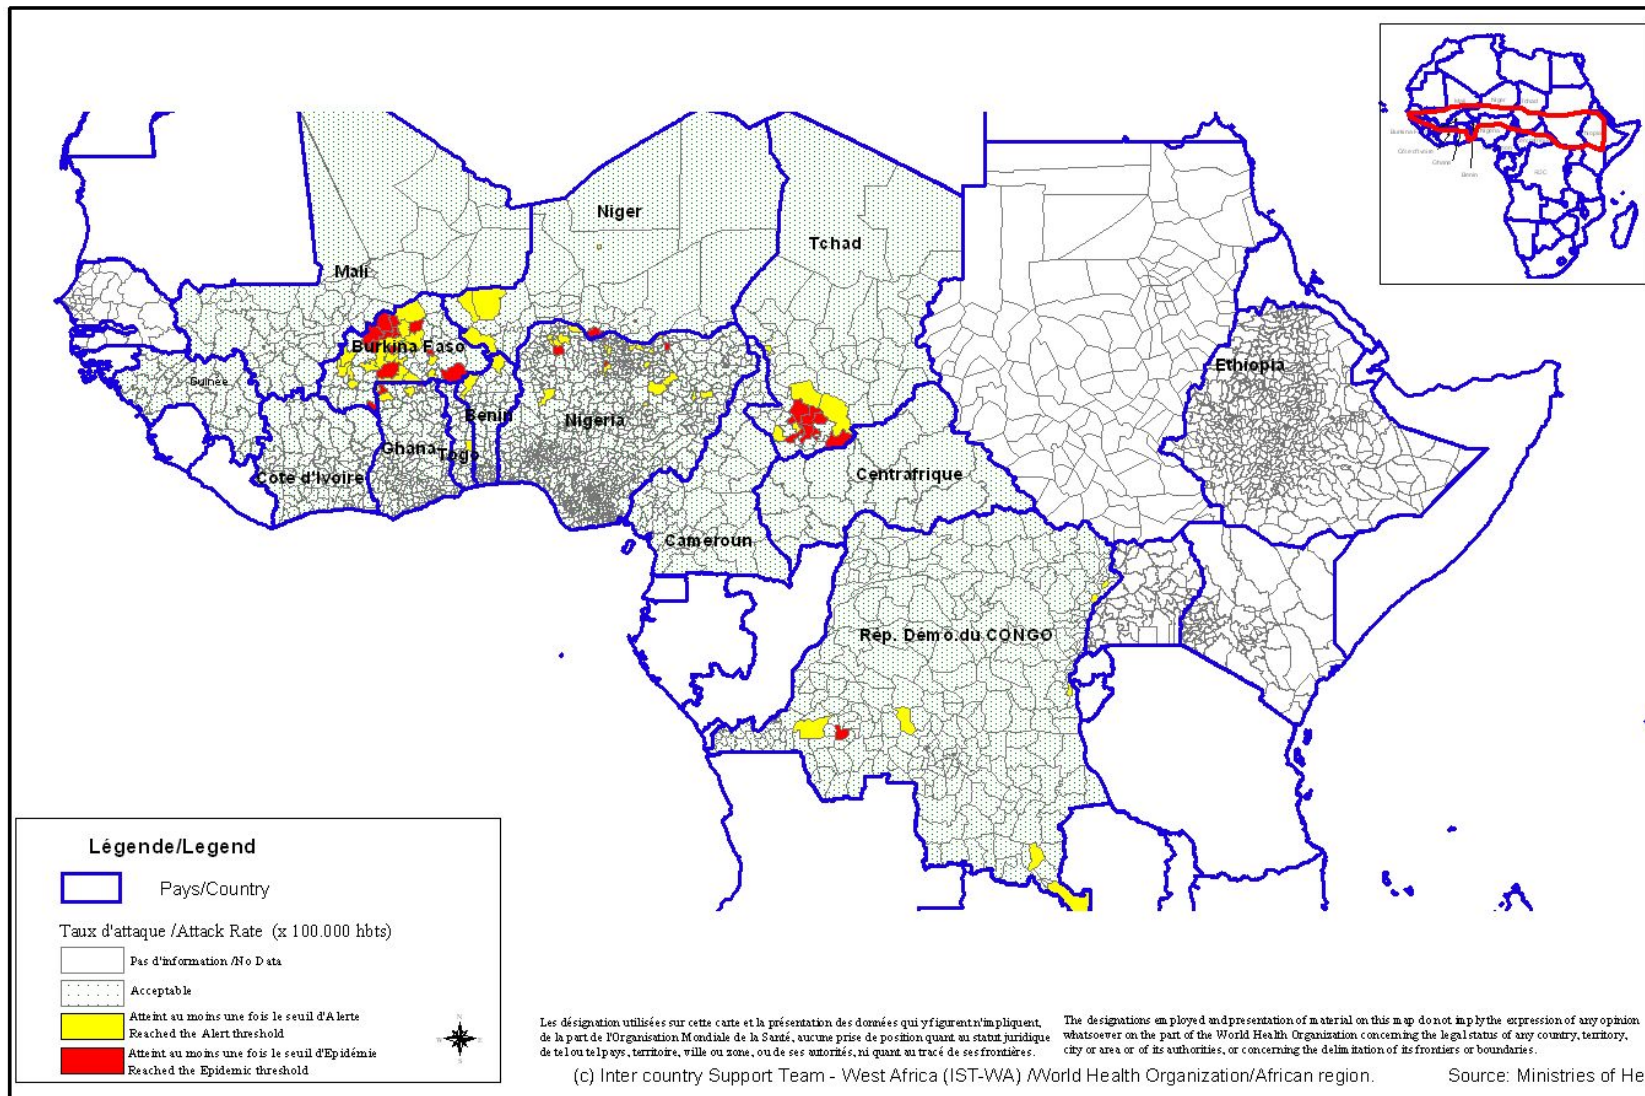 Mali
Niger
Tchad
Côte d'Ivoire
Ghana
Benin
RDC
Niger
Tchad
Mali
Burkina Faso
Ethiopia
Guinée
Benin
Nigeria
Ghana
Togo
Cote d'Ivoire
Centrafrique
Cameroun
Rép. Démo.du CONGO
Légende/Legend
Pays/Country
Taux d'attaque /Attack Rate (x 100.000 hbts)
Pas d'information /No Data
Acceptable
Atteint au moins une fois le seuil d'Alerte
Reached the Alert threshold
Atteint au moins une fois le seuil d'Epidémie
Reached the Epidemic threshold
N
W E
S
Les désignation utilisées sur cette carte et la présentation des données qui y figurent n'impliquent,
de la part de l'Organisation Mondiale de la Santé, aucune prise de position quant au statut juridique
de tel ou tel pays, territoire, ville ou zone, ou de ses autorités, ni quant au tracé de ses frontières.
The designations employed and presentation of material on this map do not imply the expression of any opinion
whatsoever on the part of the World Health Organization concerning the legal status of any country, territory,
city or area or of its authorities, or concerning the delimitation of its frontiers or boundaries.
(c) Inter country Support Team - West Africa (IST-WA) /World Health Organization/African region.
Source: Ministries of He